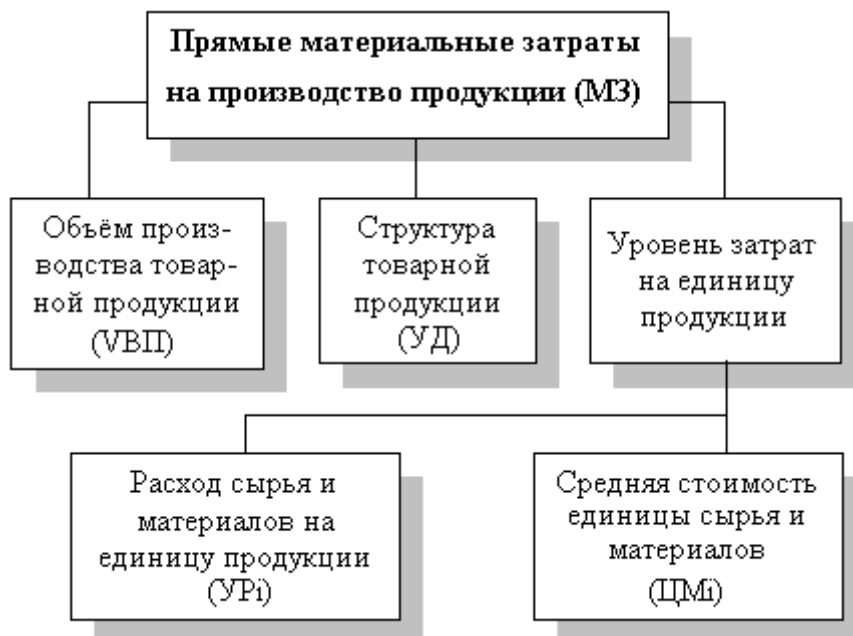 Прямые материальные затраты
на производство продукции (МЗ)
Объём произ-
водства товар-
ной продукции
(VВП)
Структура
товарной
продукции
(УД)
Уровень затрат
на единицу
продукции
Расход сырья и
материалов на
единицу продукции
(УРi)
Средняя стоимость
единицы сырья и
материалов
(ЦМi)